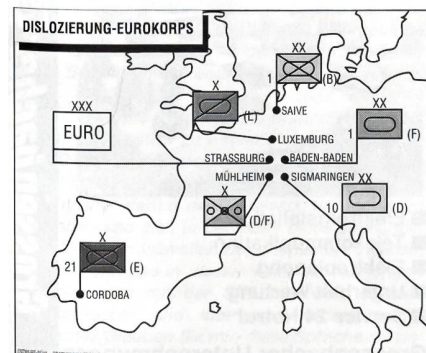 DISLOZIERUNG-EUROKORPS
XX
1 (B)
X
(L)
SAIVE
XXX
EURO
XX
1 (F)
LUXEMBURG
STRASSBURG BADEN-BADEN
MÜHLHEIM SIGMARINGEN
X
(D/F)
XX
10 (D)
X
21 (E)
CORDOBA